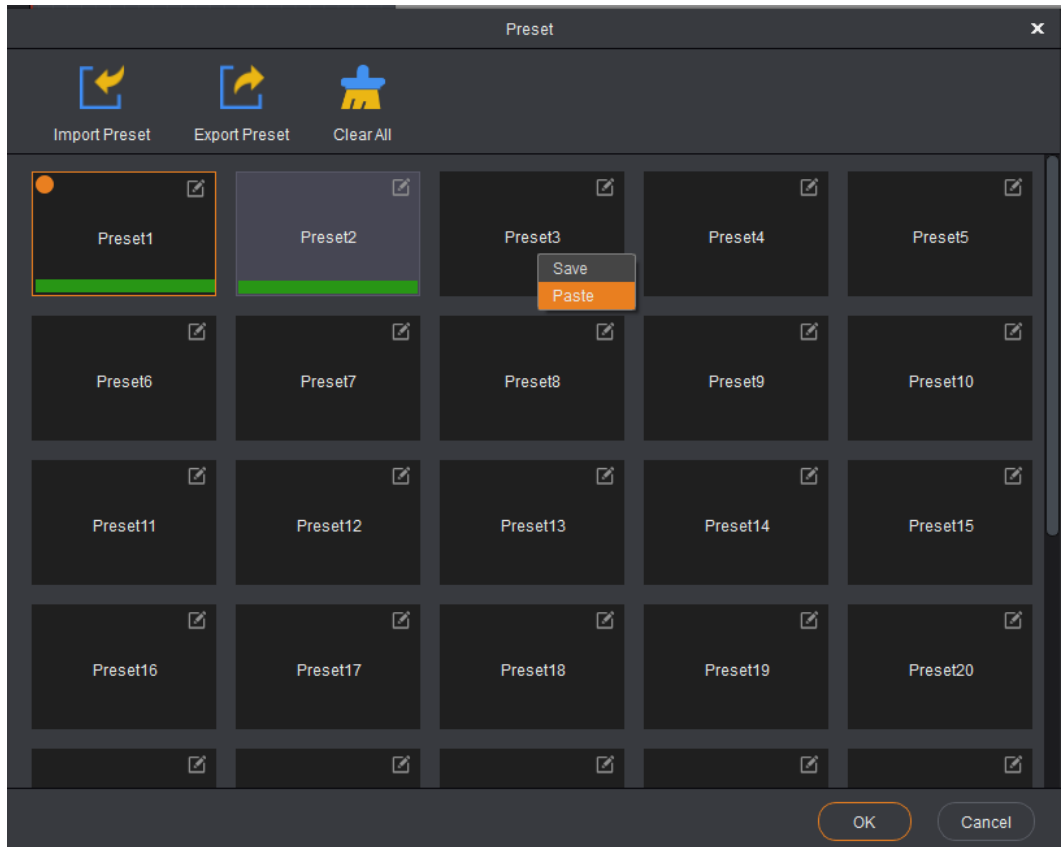 Preset
Import Preset
Export Preset
Clear All
Preset1
Preset2
Preset3
Preset4
Preset5
Save
Paste
Preset6
Preset7
Preset8
Preset9
Preset10
Preset11
Preset12
Preset13
Preset14
Preset15
Preset16
Preset17
Preset18
Preset19
Preset20
OK
Cancel